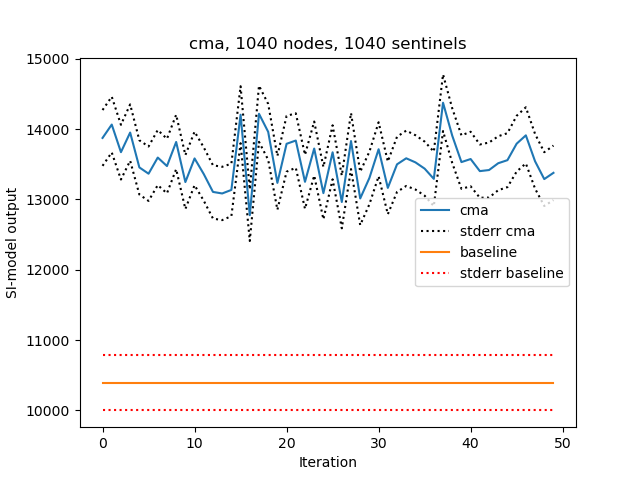 cma, 1040 nodes, 1040 sentinels
SI-model output
15000
14000
13000
12000
11000
10000
cma
stderr cma
baseline
stderr baseline
0 10 20 30 40 50
Iteration